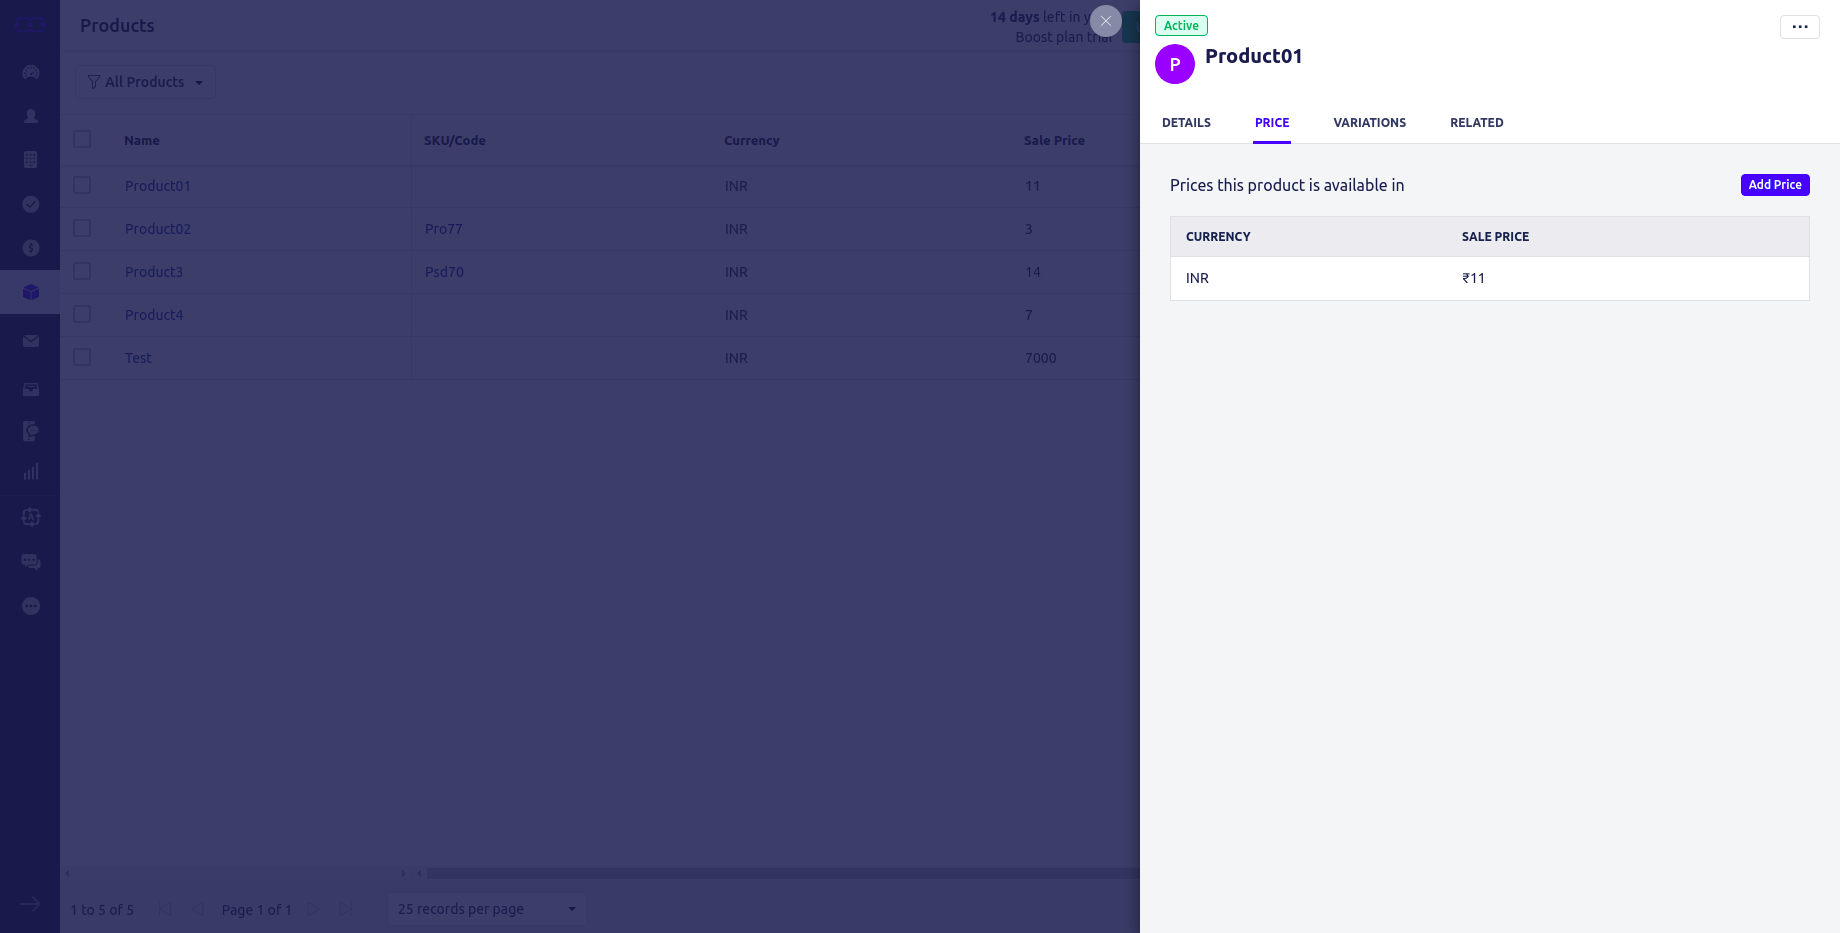 Products
14 days left in y
Boost plan trial
All Products
Name SKU/Code Currency Sale Price
Product01 INR 11
Product02 Pro77 INR 3
Product3 Psd70 INR 14
Product4 INR 7
Test INR 7000
1 to 5 of 5 Page 1 of 1 25 records per page
Active
P Product01
DETAILS PRICE VARIATIONS RELATED
Prices this product is available in Add Price
CURRENCY SALE PRICE
INR ₹11